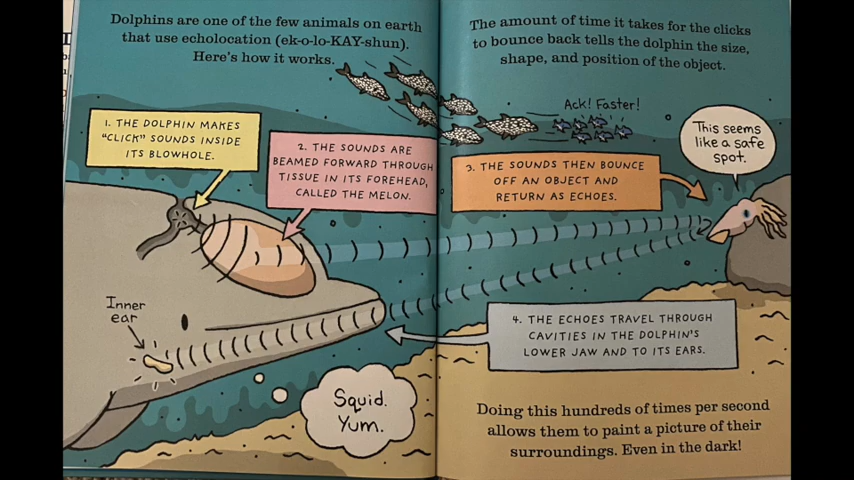 Dolphins are one of the few animals on earth
that use echolocation (ek-o-lo-KAY-shun).
Here's how it works.
1. THE DOLPHIN MAKES
"CLICK" SOUNDS INSIDE
ITS BLOWHOLE.
2. THE SOUNDS ARE
BEAMED FORWARD THROUGH
TISSUE IN ITS FOREHEAD,
CALLED THE MELON.
Inner
ear
Squid.
Yum.
The amount of time it takes for the clicks
to bounce back tells the dolphin the size,
shape, and position of the object.
Ack! Faster!
This seems
like a safe
spot.
3. THE SOUNDS THEN BOUNCE
OFF AN OBJECT AND
RETURN AS ECHOES.
4. THE ECHOES TRAVEL THROUGH
CAVITIES IN THE DOLPHIN'S
LOWER JAW AND TO ITS EARS.
Doing this hundreds of times per second
allows them to paint a picture of their
surroundings. Even in the dark!